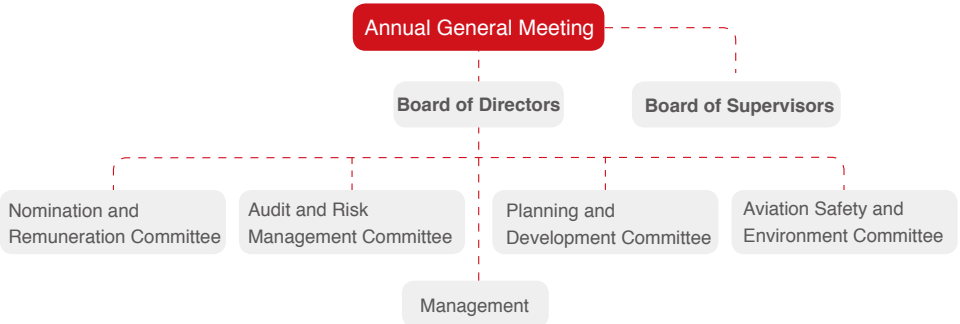 Annual General Meeting
Board of Directors
Board of Supervisors
Nomination and
Remuneration Committee
Audit and Risk
Management Committee
Planning and
Development Committee
Aviation Safety and
Environment Committee
Management